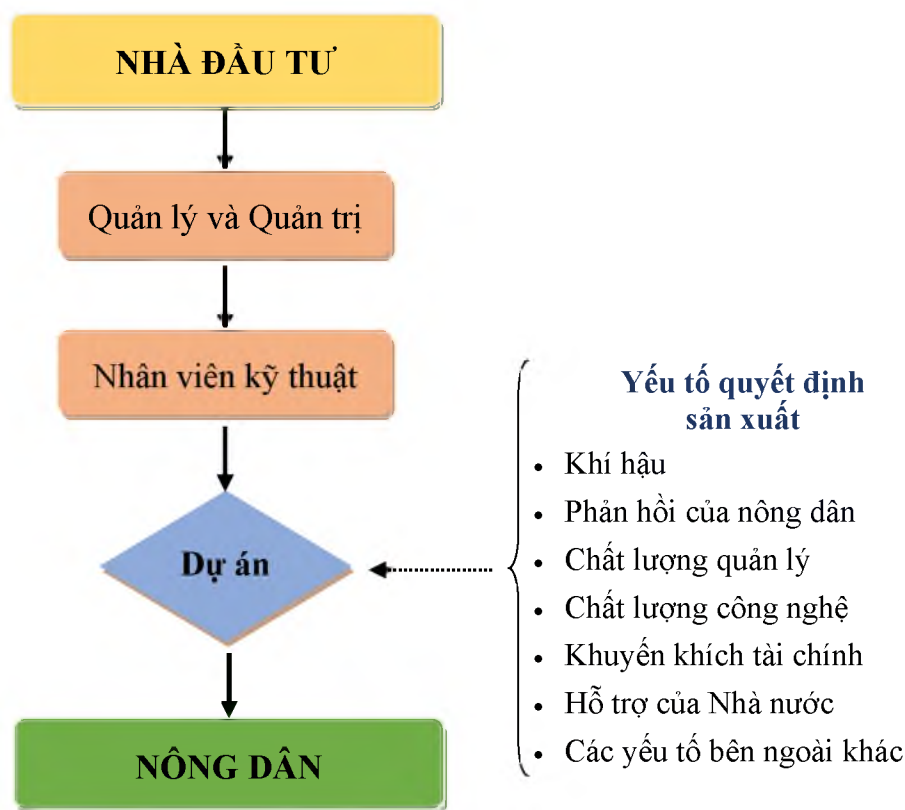 NHÀ ĐẦU TƯ
Quản lý và Quản trị
Nhân viên kỹ thuật
Dự án
NÔNG DÂN
Yếu tố quyết định
sản xuất
• Khí hậu
• Phản hồi của nông dân
• Chất lượng quản lý
• Chất lượng công nghệ
• Khuyến khích tài chính
• Hỗ trợ của Nhà nước
• Các yếu tố bên ngoài khác